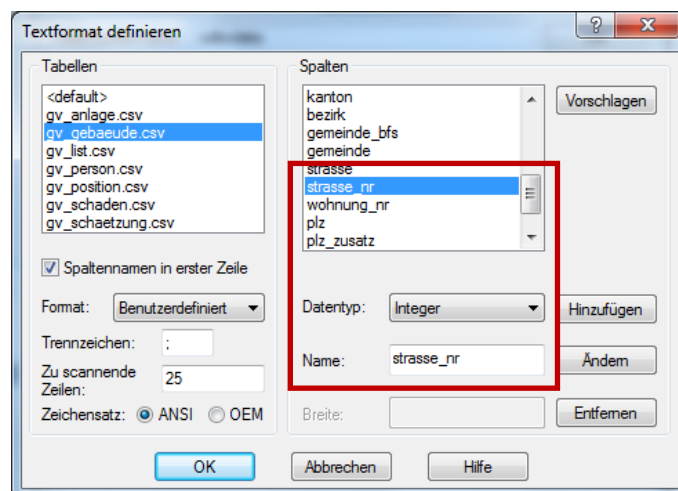 Textformat definieren
Tabellen
<default>
gv_anlage.csv
gv_gebaeude.csv
gv_list.csv
gv_person.csv
gv_position.csv
gv_schaden.csv
gv_schaetzung.csv
Spaltennamen in erster Zeile
Format: Benutzerdefiniert
Trennzeichen: ;
Zu scannende Zeilen: 25
Zeichensatz: ANSI OEM
Spalten
kanton
bezirk
gemeinde_bfs
gemeinde
strasse
strasse_nr
wohnung_nr
plz
plz_zusatz
Datentyp: Integer
Name: strasse_nr
Breite:
Vorschlagen
Hinzufügen
Ändern
Entfernen
OK Abbrechen Hilfe